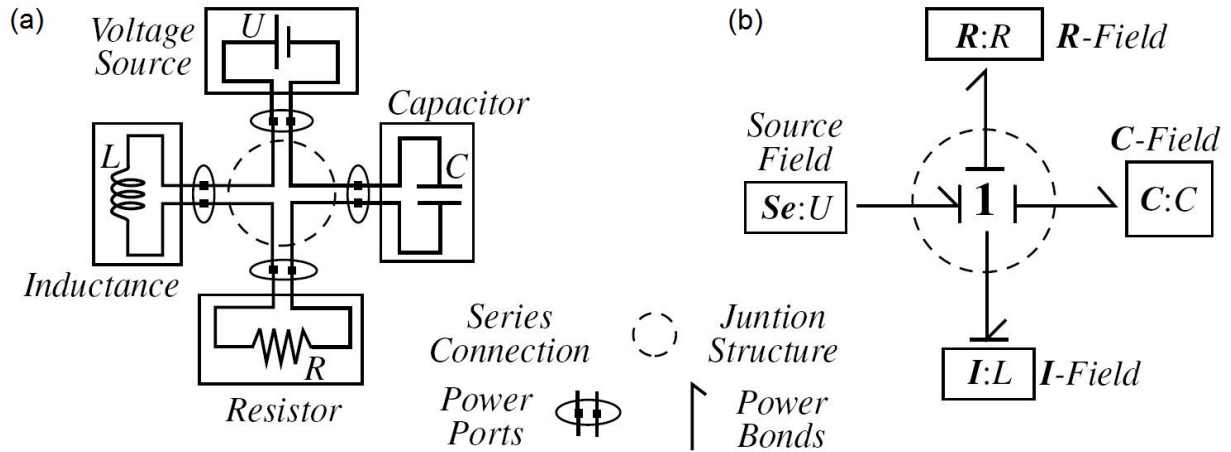 (a)
Voltage
Source
U
Capacitor
L
C
Inductance
R
Resistor
Series
Connection
Juntion
Structure
Power
Ports
Power
Bonds
(b)
R:R
R-Field
Source
Field
C-Field
Se:U
1
C:C
I:L
I-Field